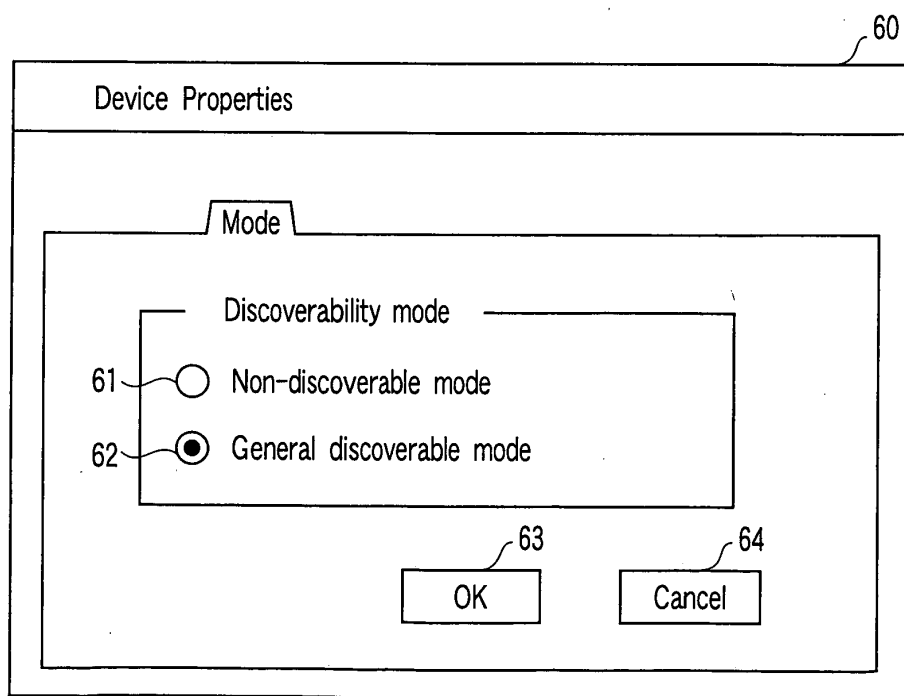 60
Device Properties
Mode
Discoverability mode
61 Non-discoverable mode
62 General discoverable mode
63 64
OK Cancel